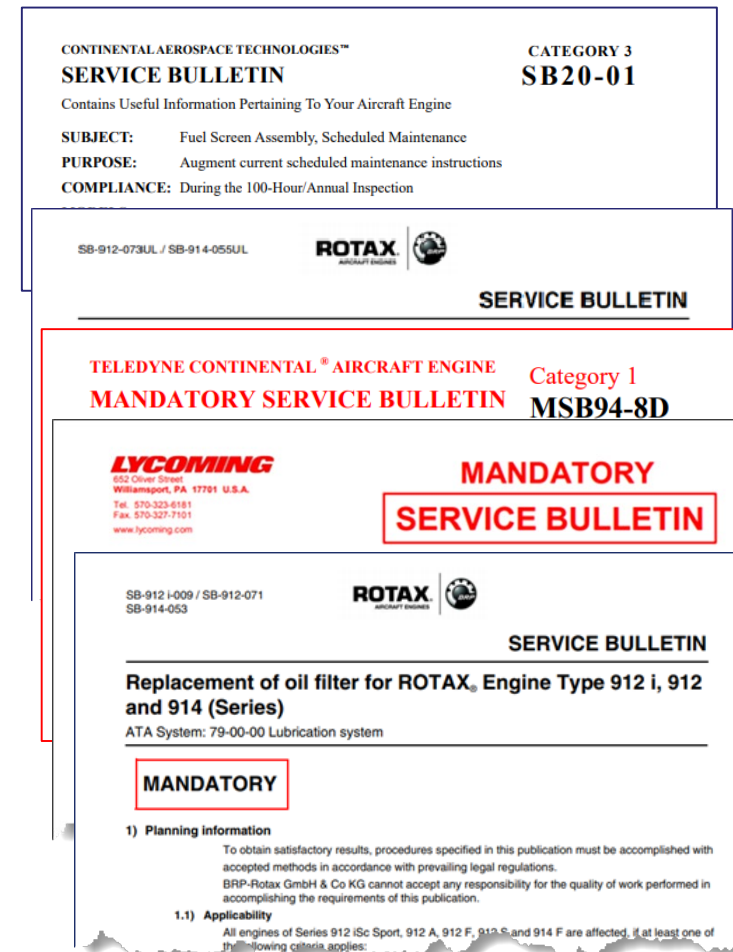 CONTINENTAL AEROSPACE TECHNOLOGIES™
CATEGORY 3
SERVICE BULLETIN
SB20-01
Contains Useful Information Pertaining To Your Aircraft Engine
SUBJECT: Fuel Screen Assembly, Scheduled Maintenance
PURPOSE: Augment current scheduled maintenance instructions
COMPLIANCE: During the 100-Hour/Annual Inspection
SB-912-073UL / SB-914-055UL
ROTAX.
AIRCRAFT ENGINES
BRP
SERVICE BULLETIN
TELEDYNE CONTINENTAL ® AIRCRAFT ENGINE
Category 1
MANDATORY SERVICE BULLETIN
MSB94-8D
LYCOMING
652 Oliver Street
Williamsport, PA 17701 U.S.A.
Tel. 570-323-6181
Fax. 570-327-7101
www.lycoming.com
MANDATORY
SERVICE BULLETIN
SB-912 i-009 / SB-912-071
SB-914-053
ROTAX.
AIRCRAFT ENGINES
BRP
SERVICE BULLETIN
Replacement of oil filter for ROTAX® Engine Type 912 i, 912
and 914 (Series)
ATA System: 79-00-00 Lubrication system
MANDATORY
1) Planning information
To obtain satisfactory results, procedures specified in this publication must be accomplished with
accepted methods in accordance with prevailing legal regulations.
BRP-Rotax GmbH & Co KG cannot accept any responsibility for the quality of work performed in
accomplishing the requirements of this publication.
1.1) Applicability
All engines of Series 912 iSc Sport, 912 A, 912 F, 912 S and 914 F are affected, if at least one of
the following criteria applies: